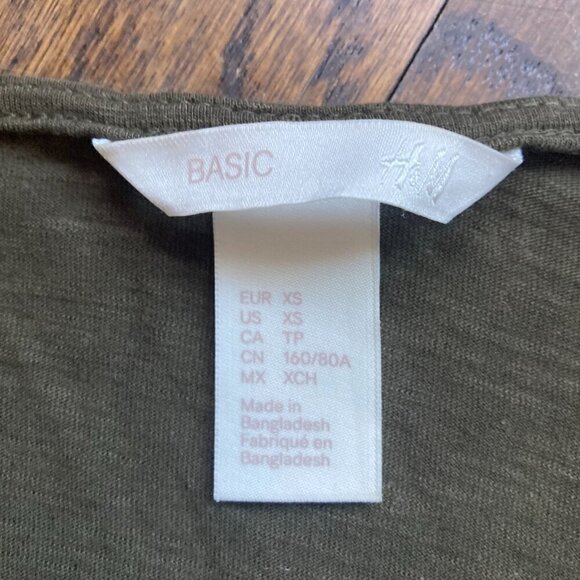 BASIC
H&M
EUR XS
US XS
CA TP
CN 160/80A
MX XCH
Made in
Bangladesh
Fabriqué en
Bangladesh